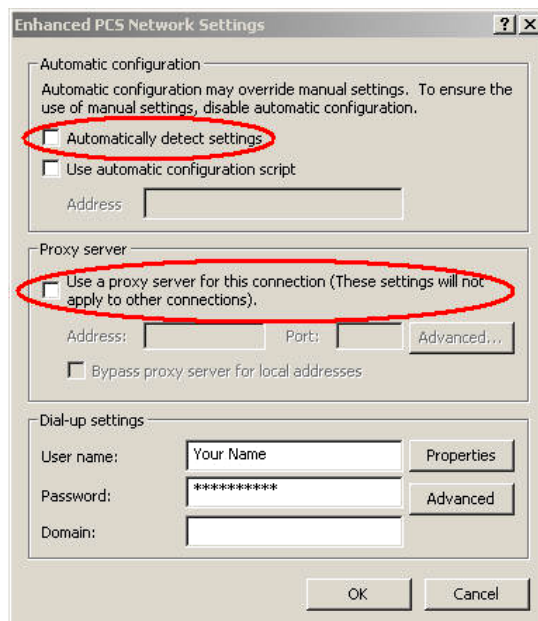 Enhanced PCS Network Settings
Automatic configuration
Automatic configuration may override manual settings. To ensure the
use of manual settings, disable automatic configuration.
Automatically detect settings
Use automatic configuration script
Address
Proxy server
Use a proxy server for this connection (These settings will not
apply to other connections).
Address:
Port:
Advanced...
Bypass proxy server for local addresses
Dial-up settings
User name:
Your Name
Properties
Password:
**********
Advanced
Domain:
OK
Cancel